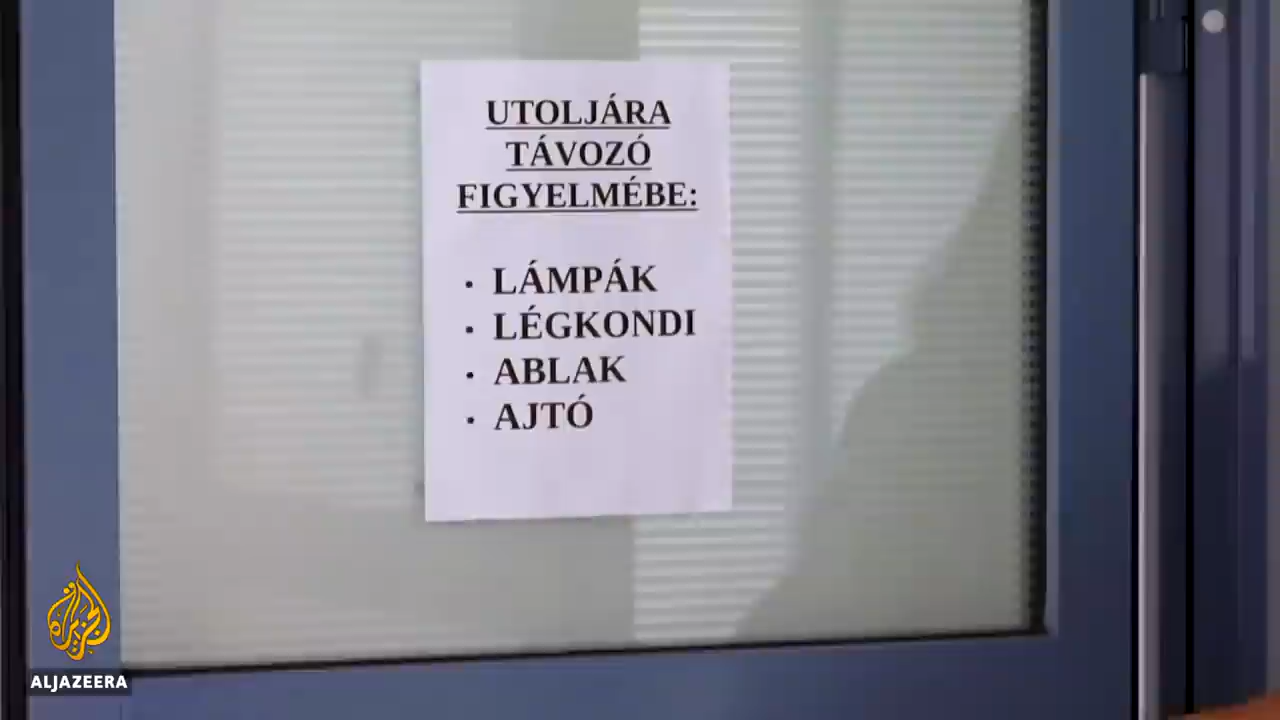 UTOLJÁRA
TÁVOZÓ
FIGYELMÉBE:
• LÁMPÁK
• LÉGKONDI
• ABLAK
• AJTÓ
ALJAZEERA